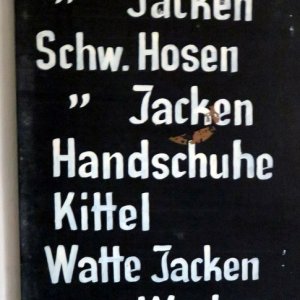 ” Jacken
Schw. Hosen
” Jacken
Handschuhe
Kittel
Watte Jacken